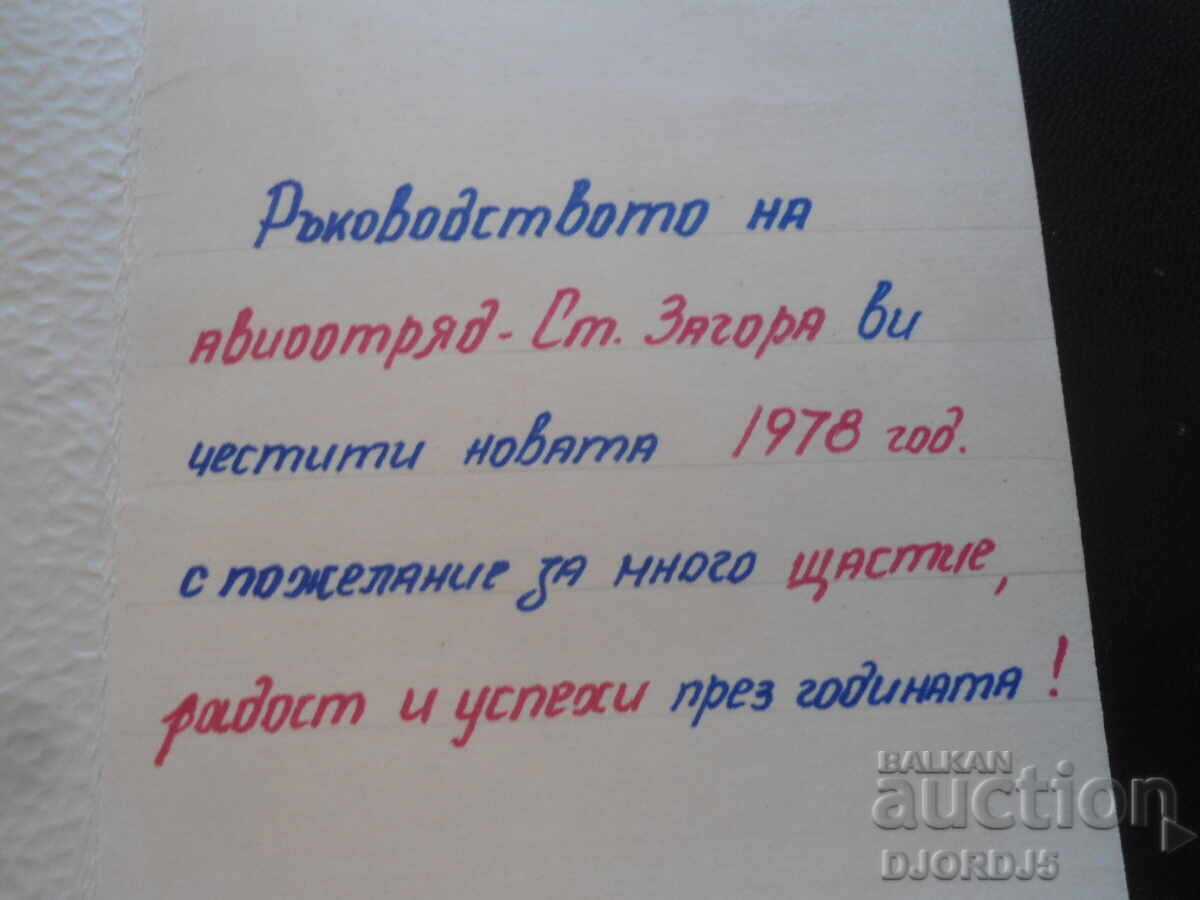 Ръководството на
авиоотряд - Ст. Загора ви
честити новата 1978 год.
с пожелание за много щастие,
радост и успехи през годината!
BALKAN
auction
DJORDJ5